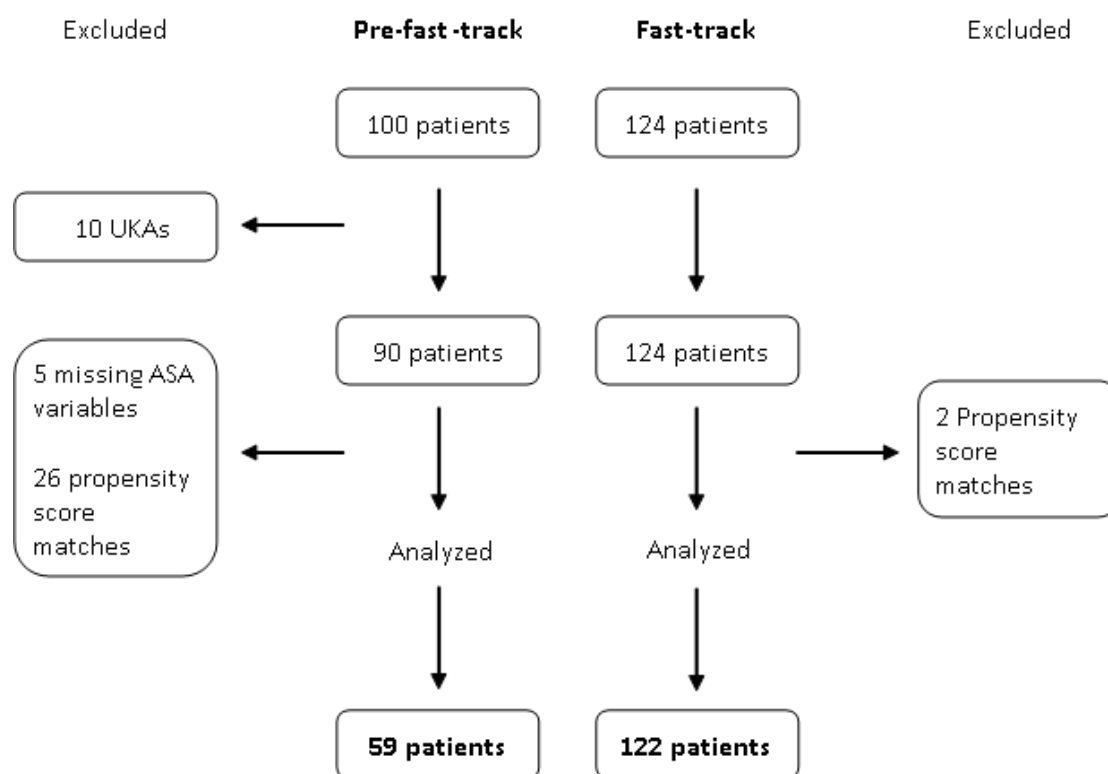 Excluded
Pre-fast-track
Fast-track
Excluded
100 patients
124 patients
10 UKAs
90 patients
124 patients
5 missing ASA
variables
26 propensity
score
matches
2 Propensity
score
matches
Analyzed
Analyzed
59 patients
122 patients